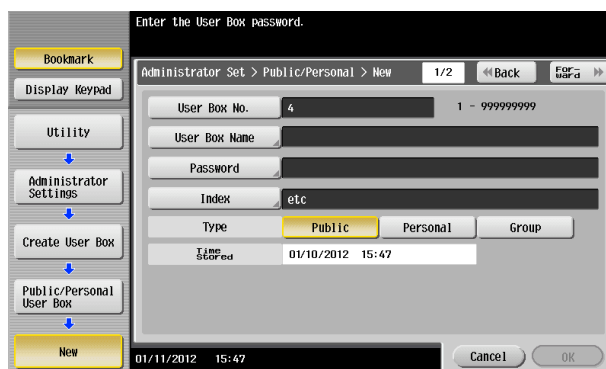 Enter the User Box password.
Bookmark
Display Keypad
Utility
Administrator
Settings
Create User Box
Public/Personal
User Box
New
Administrator Set > Public/Personal > New
1/2
Back
For-
ward
User Box No.
4
1 - 999999999
User Box Name
Password
Index
etc
Type
Public
Personal
Group
Time
Stored
01/10/2012 15:47
01/11/2012 15:47
Cancel
OK